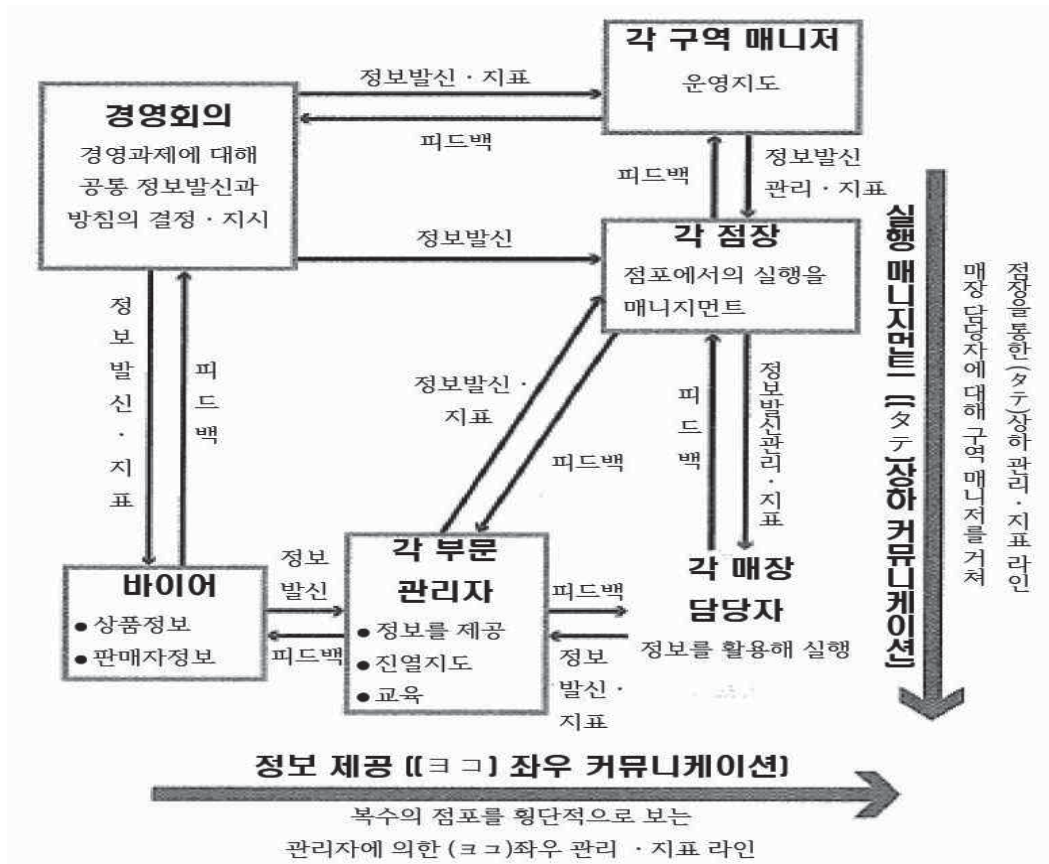 각 구역 매니저
운영지도
정보발신 · 지표
피드백
경영회의
경영과제에 대해
공통 정보발신과
방침의 결정 · 지시
피드백
정보발신
관리 · 지표
정보발신
각 점장
점포에서의 실행을
매니지먼트
정보발신 · 지표
피드백
정보발신 ·
지표
피드백
피드백
정보발신관리 · 지표
바이어
● 상품정보
● 판매자정보
정보
발신
피드백
각 부문
관리자
● 정보를 제공
● 진열지도
● 교육
피드백
정보
발신 ·
지표
각 매장
담당자
정보를 활용해 실행
실행 매니지먼트 [[タテ]상하 커뮤니케이션]
점장을 통한(タテ)상하 관리 · 지표 라인
매장 담당자에 대해 구역 매니저를 거쳐
정보 제공 [[ヨコ] 좌우 커뮤니케이션]
복수의 점포를 횡단적으로 보는
관리자에 의한 (ヨコ)좌우 관리 · 지표 라인